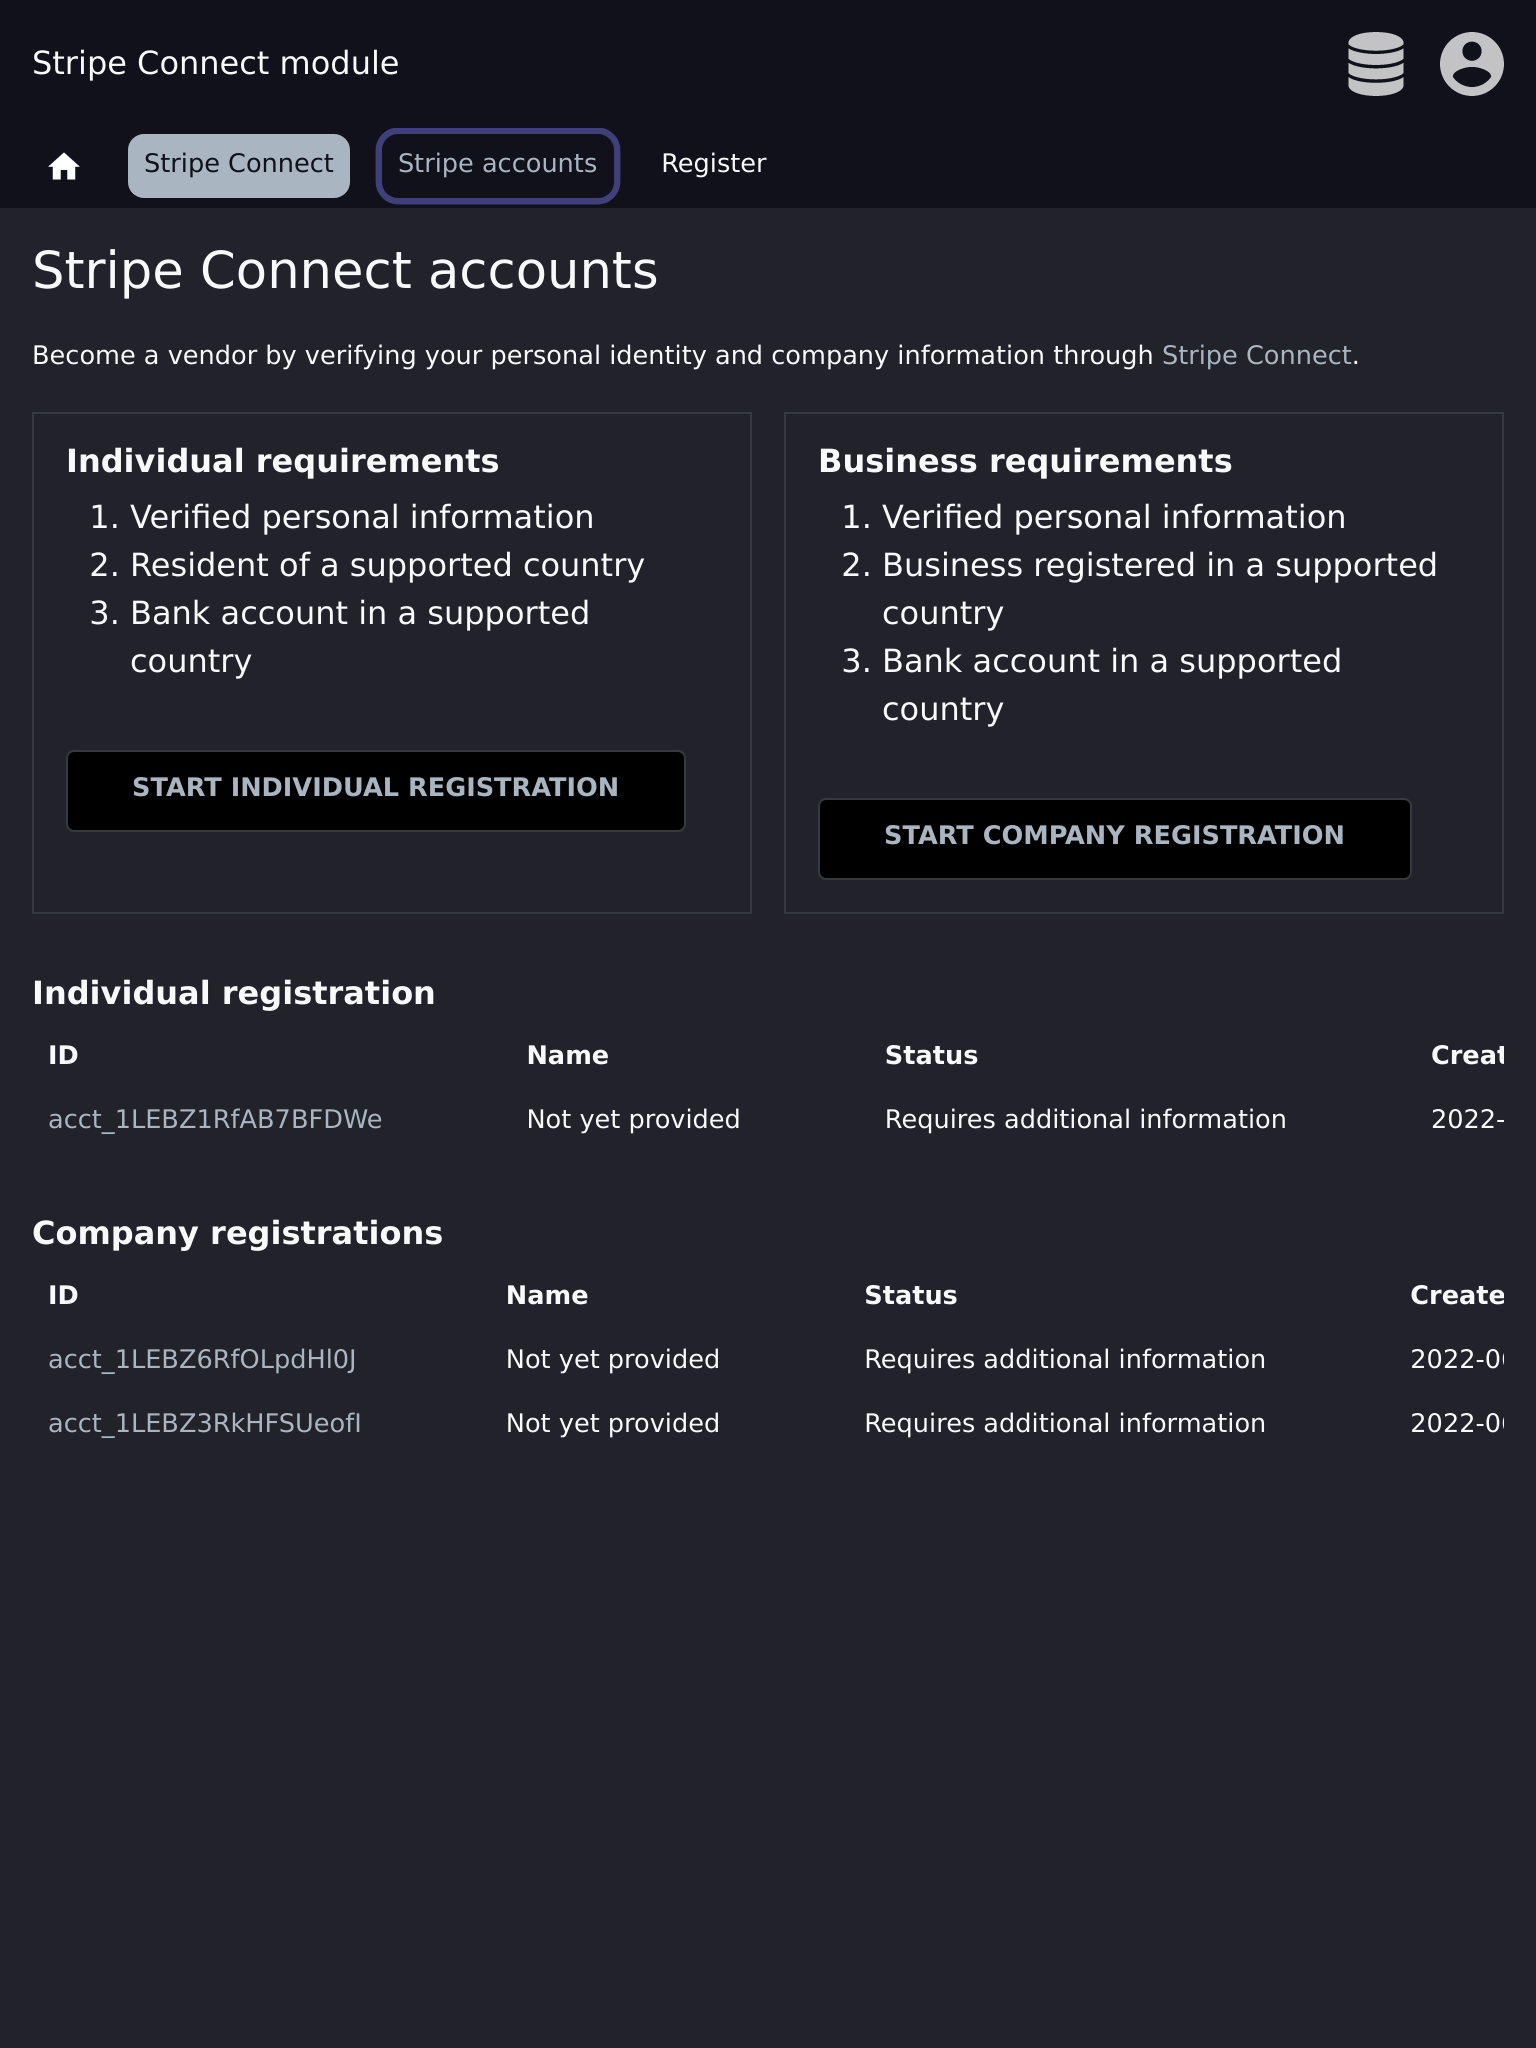 Stripe Connect module
Stripe Connect Stripe accounts Register
Stripe Connect accounts
Become a vendor by verifying your personal identity and company information through Stripe Connect.
Individual requirements
1. Verified personal information
2. Resident of a supported country
3. Bank account in a supported
country
START INDIVIDUAL REGISTRATION
Business requirements
1. Verified personal information
2. Business registered in a supported
country
3. Bank account in a supported
country
START COMPANY REGISTRATION
Individual registration
ID Name Status Creat
acct_1LEBZ1RfAB7BFDWe Not yet provided Requires additional information 2022-
Company registrations
ID Name Status Create
acct_1LEBZ6RfOLpdHl0J Not yet provided Requires additional information 2022-0
acct_1LEBZ3RkHFSUeofI Not yet provided Requires additional information 2022-0